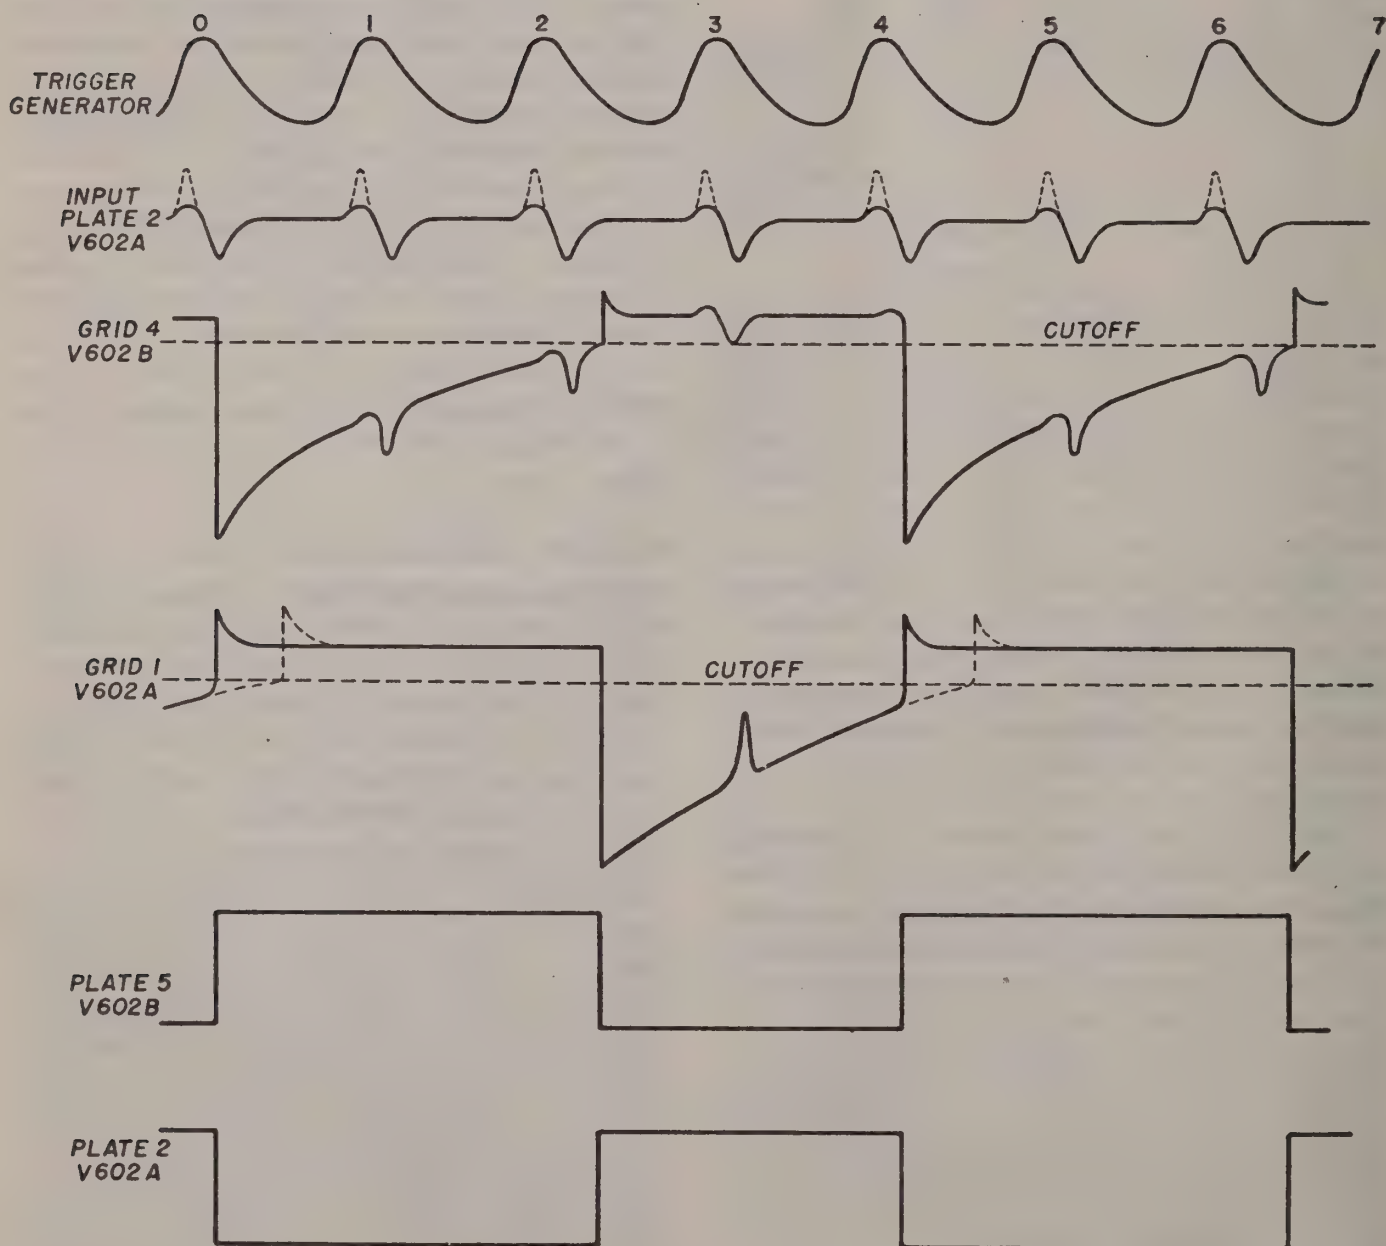 0 1 2 3 4 5 6 7
TRIGGER
GENERATOR
INPUT
PLATE 2
V602A
GRID 4
V602B
CUTOFF
GRID 1
V602A
CUTOFF
PLATE 5
V602B
PLATE 2
V602A